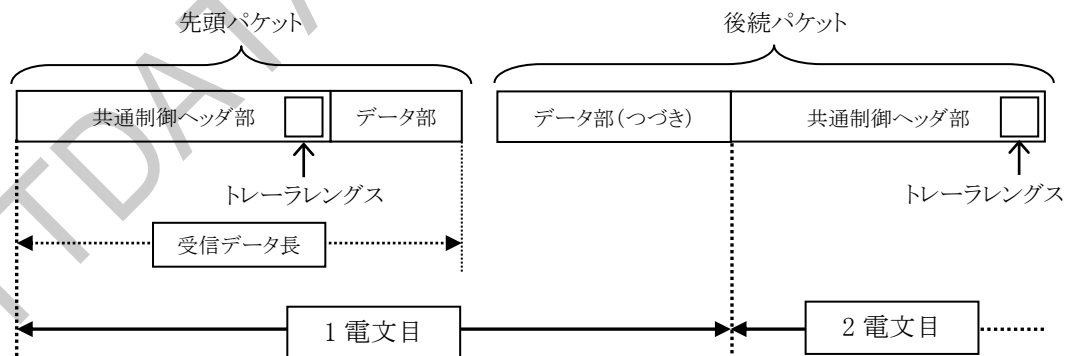 先頭パケット
後続パケット
共通制御ヘッダ部
データ部
データ部(つづき)
共通制御ヘッダ部
トレーラレングス
トレーラレングス
受信データ長
1電文目
2電文目
TDATA